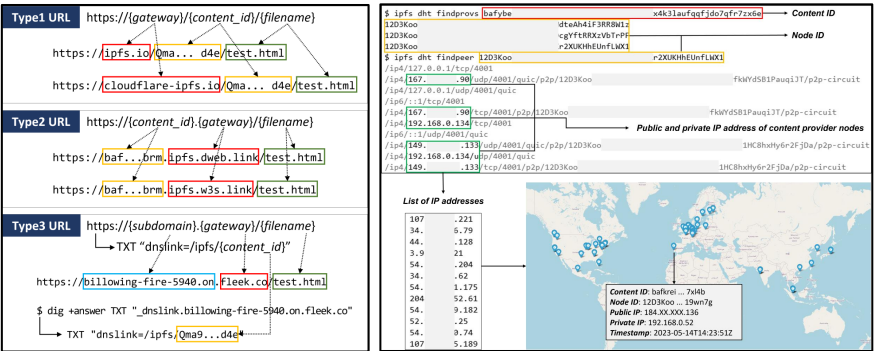 Type1 URL https://{gateway}/{content_id}/{filename}
https://ipfs.io/Qma... d4e/test.html
https://cloudflare-ipfs.io/Qma... d4e/test.html
Type2 URL https://{content_id}.{gateway}/{filename}
https://baf...brm.ipfs.dweb.link/test.html
https://baf...brm.ipfs.w3s.link/test.html
Type3 URL https://{subdomain}.{gateway}/{filename}
TXT "dnslink=/ipfs/{content_id}"
https://billowing-fire-5940.on.fleek.co/test.html
$ dig +answer TXT "_dnslink.billowing-fire-5940.on.fleek.co"
TXT "dnslink=/ipfs/Qma9...d4e"
$ ipfs dht findprovs bafybe x4k3laufqqfjdo7qfr7zx6e Content ID
12D3Koo dteAh4iF3RR8W1z
12D3Koo cgYftRRXzVbTrPF Node ID
12D3Koo r2XUKHhEUnfLWX1
$ ipfs dht findpeer 12D3Koo r2XUKHhEUnfLWX1
/ip4/127.0.0.1/tcp/4001
/ip4/167. .90/udp/4001/quic/p2p/12D3Koo fkWYdSB1PauqiJT/p2p-circuit
/ip4/127.0.0.1/udp/4001/quic
/ip6/::1/tcp/4001
/ip4/167. .90/tcp/4001/p2p/12D3Koo fkWYdSB1PauqiJT/p2p-circuit
/ip4/192.168.0.134/tcp/4001
/ip6/::1/udp/4001/quic Public and private IP address of content provider nodes
/ip4/149. .133/udp/4001/quic/p2p/12D3Koo 1HC8hxHy6r2FjDa/p2p-circuit
/ip4/192.168.0.134/udp/4001/quic
/ip4/149. .133/tcp/4001/p2p/12D3Koo 1HC8hxHy6r2FjDa/p2p-circuit
List of IP addresses
107 .221
34. 6.79
44. .128
3.9 21
54. .204
34. .62
54. 1.175
204 52.61
54. 9.182
52. .25
54. 0.74
107 5.189
Content ID: bafkrei ... 7xl4b
Node ID: 12D3Koo ... 19wn7g
Public IP: 184.XX.XXX.136
Private IP: 192.168.0.52
Timestamp: 2023-05-14T14:23:51Z